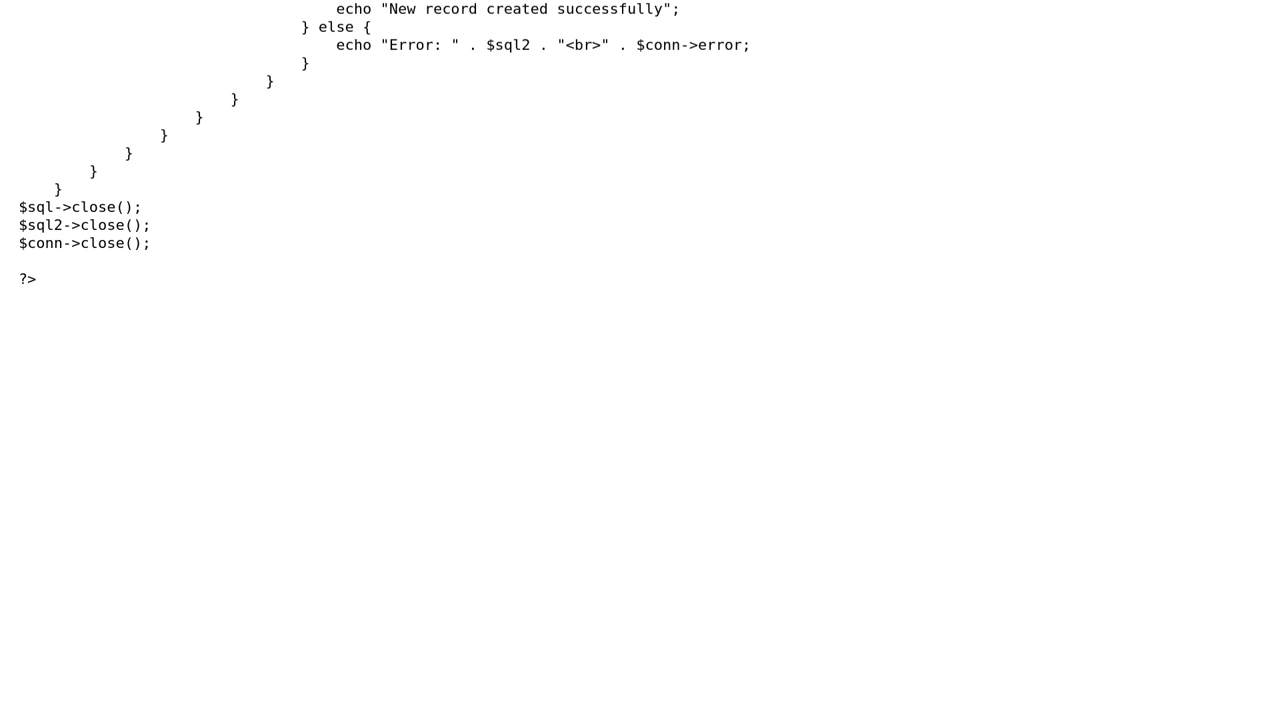 echo "New record created successfully";
                                } else {
                                    echo "Error: " . $sql2 . "<br>" . $conn->error;
                                }
                            }
                        }
                    }
                }
            }
        }
    }
$sql->close();
$sql2->close();
$conn->close();

?>